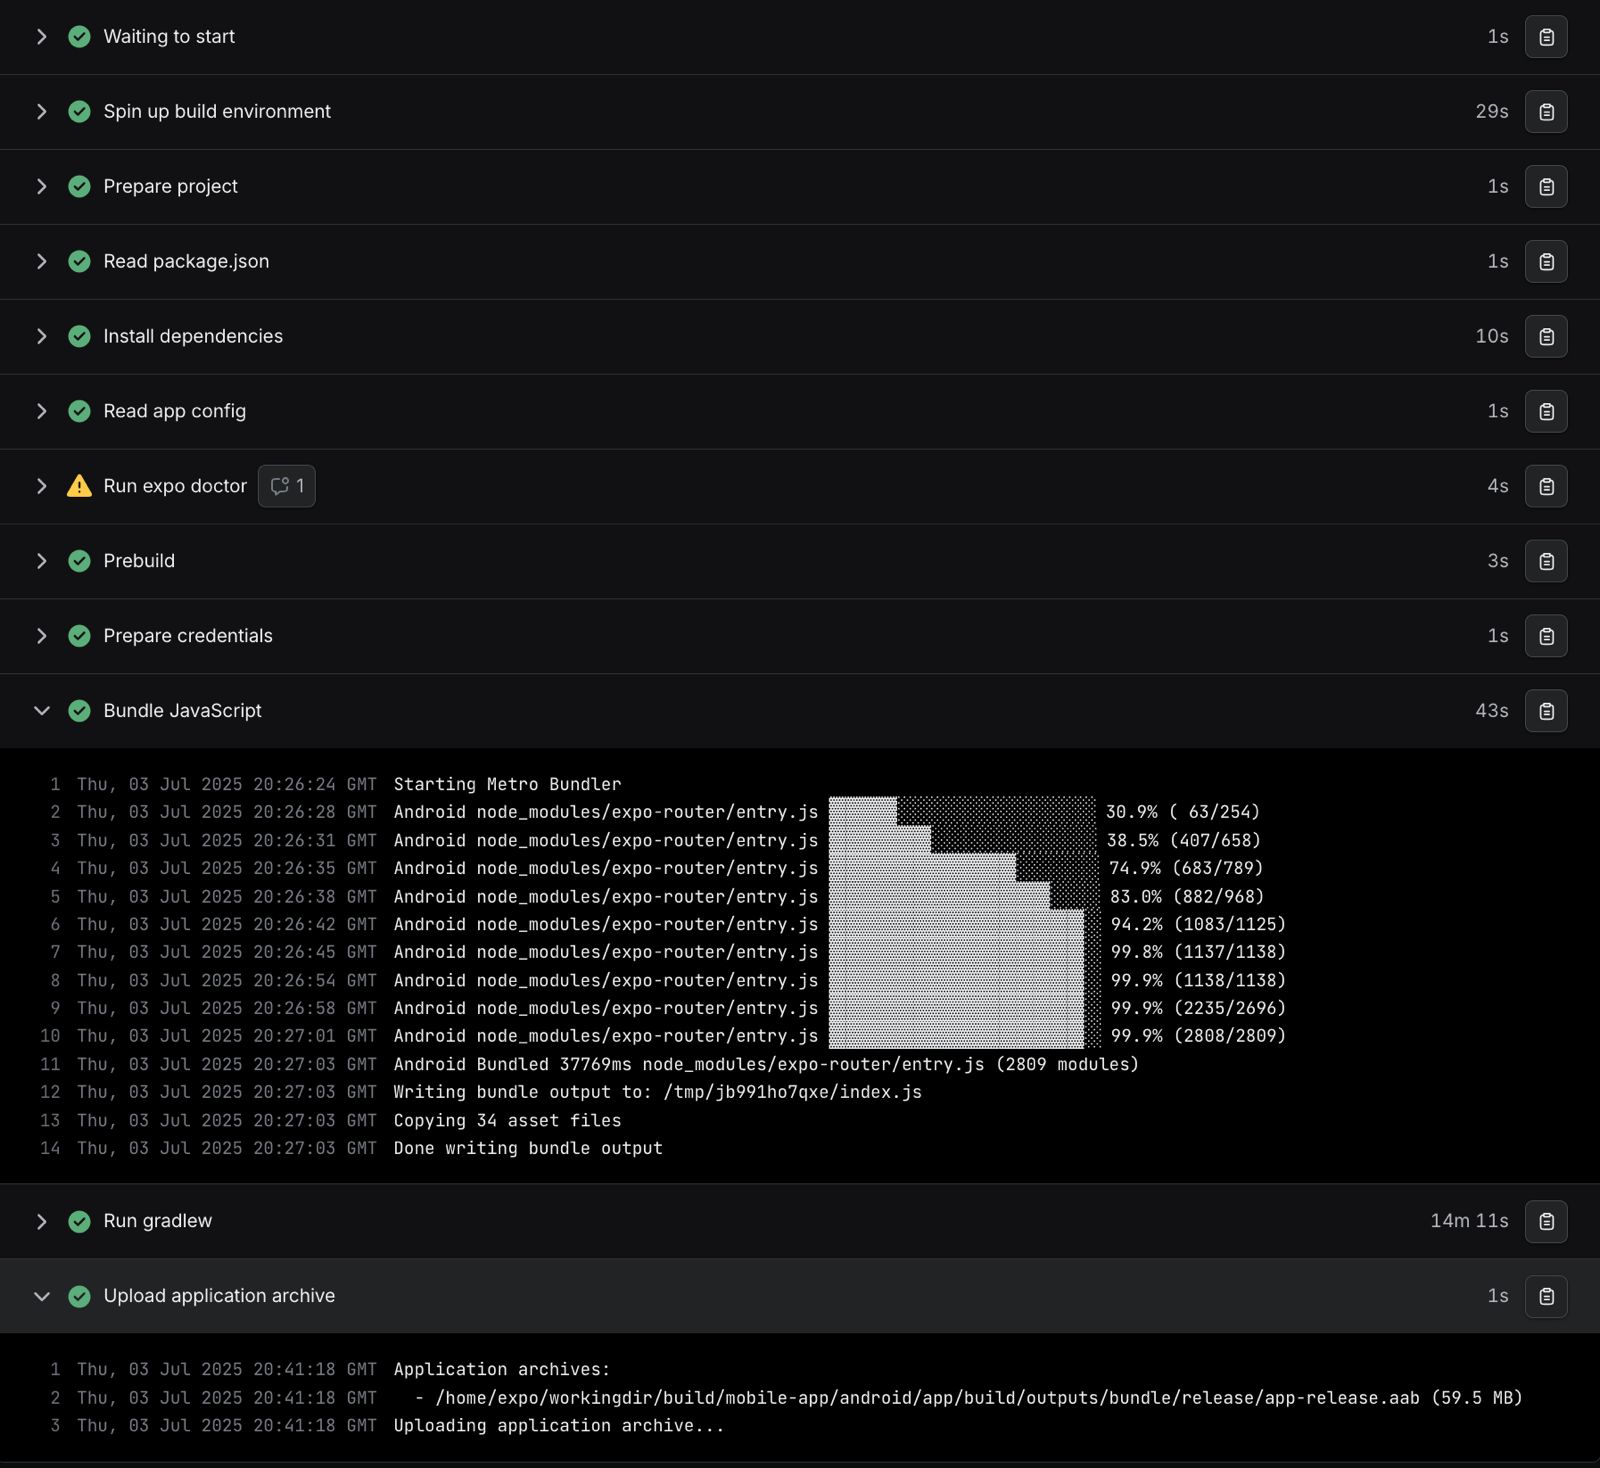 Waiting to start 1s
Spin up build environment 29s
Prepare project 1s
Read package.json 1s
Install dependencies 10s
Read app config 1s
Run expo doctor 1 4s
Prebuild 3s
Prepare credentials 1s
Bundle JavaScript 43s
1 Thu, 03 Jul 2025 20:26:24 GMT Starting Metro Bundler
2 Thu, 03 Jul 2025 20:26:28 GMT Android node_modules/expo-router/entry.js 30.9% ( 63/254)
3 Thu, 03 Jul 2025 20:26:31 GMT Android node_modules/expo-router/entry.js 38.5% (407/658)
4 Thu, 03 Jul 2025 20:26:35 GMT Android node_modules/expo-router/entry.js 74.9% (683/789)
5 Thu, 03 Jul 2025 20:26:38 GMT Android node_modules/expo-router/entry.js 83.0% (882/968)
6 Thu, 03 Jul 2025 20:26:42 GMT Android node_modules/expo-router/entry.js 94.2% (1083/1125)
7 Thu, 03 Jul 2025 20:26:45 GMT Android node_modules/expo-router/entry.js 99.8% (1137/1138)
8 Thu, 03 Jul 2025 20:26:54 GMT Android node_modules/expo-router/entry.js 99.9% (1138/1138)
9 Thu, 03 Jul 2025 20:26:58 GMT Android node_modules/expo-router/entry.js 99.9% (2235/2696)
10 Thu, 03 Jul 2025 20:27:01 GMT Android node_modules/expo-router/entry.js 99.9% (2808/2809)
11 Thu, 03 Jul 2025 20:27:03 GMT Android Bundled 37769ms node_modules/expo-router/entry.js (2809 modules)
12 Thu, 03 Jul 2025 20:27:03 GMT Writing bundle output to: /tmp/jb991ho7qxe/index.js
13 Thu, 03 Jul 2025 20:27:03 GMT Copying 34 asset files
14 Thu, 03 Jul 2025 20:27:03 GMT Done writing bundle output
Run gradlew 14m 11s
Upload application archive 1s
1 Thu, 03 Jul 2025 20:41:18 GMT Application archives:
2 Thu, 03 Jul 2025 20:41:18 GMT - /home/expo/workingdir/build/mobile-app/android/app/build/outputs/bundle/release/app-release.aab (59.5 MB)
3 Thu, 03 Jul 2025 20:41:18 GMT Uploading application archive...